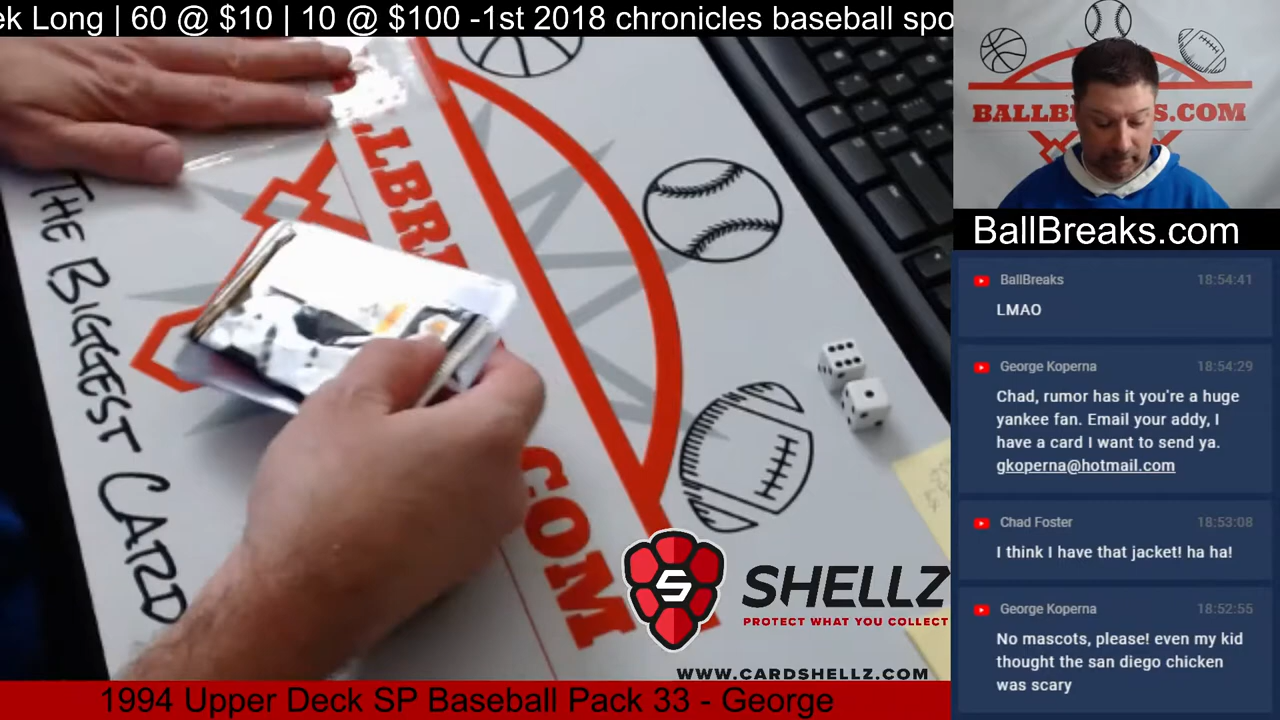 ek Long | 60 @ $10 | 10 @ $100 -1st 2018 chronicles baseball spo
BALLBREAKS.COM
BallBreaks.com
BallBreaks 18:54:41
LMAO
George Koperna 18:54:29
Chad, rumor has it you're a huge
yankee fan. Email your addy, I
have a card I want to send ya.
gkoperna@hotmail.com
Chad Foster 18:53:08
I think I have that jacket! ha ha!
George Koperna 18:52:55
No mascots, please! even my kid
thought the san diego chicken
was scary
THE BIGGEST CARD
LBR
.COM
S
SHELLZ
PROTECT WHAT YOU COLLECT
WWW.CARDSHELLZ.COM
1994 Upper Deck SP Baseball Pack 33 - George